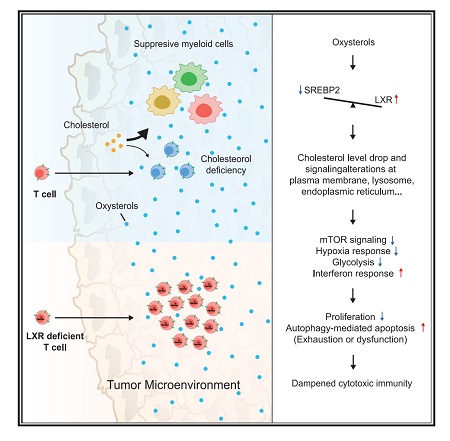 Suppresive myeloid cells
Cholesterol
Cholesteorol
deficiency
T cell
Oxysterols
LXR deficient
T cell
Tumor Microenvironment
Oxysterols
SREBP2
LXR
Cholesterol level drop and
signalingalterations at
plasma membrane, lysosome,
endoplasmic reticulum...
mTOR signaling
Hypoxia response
Glycolysis
Interferon response
Proliferation
Autophagy-mediated apoptosis
(Exhaustion or dysfunction)
Dampened cytotoxic immunity